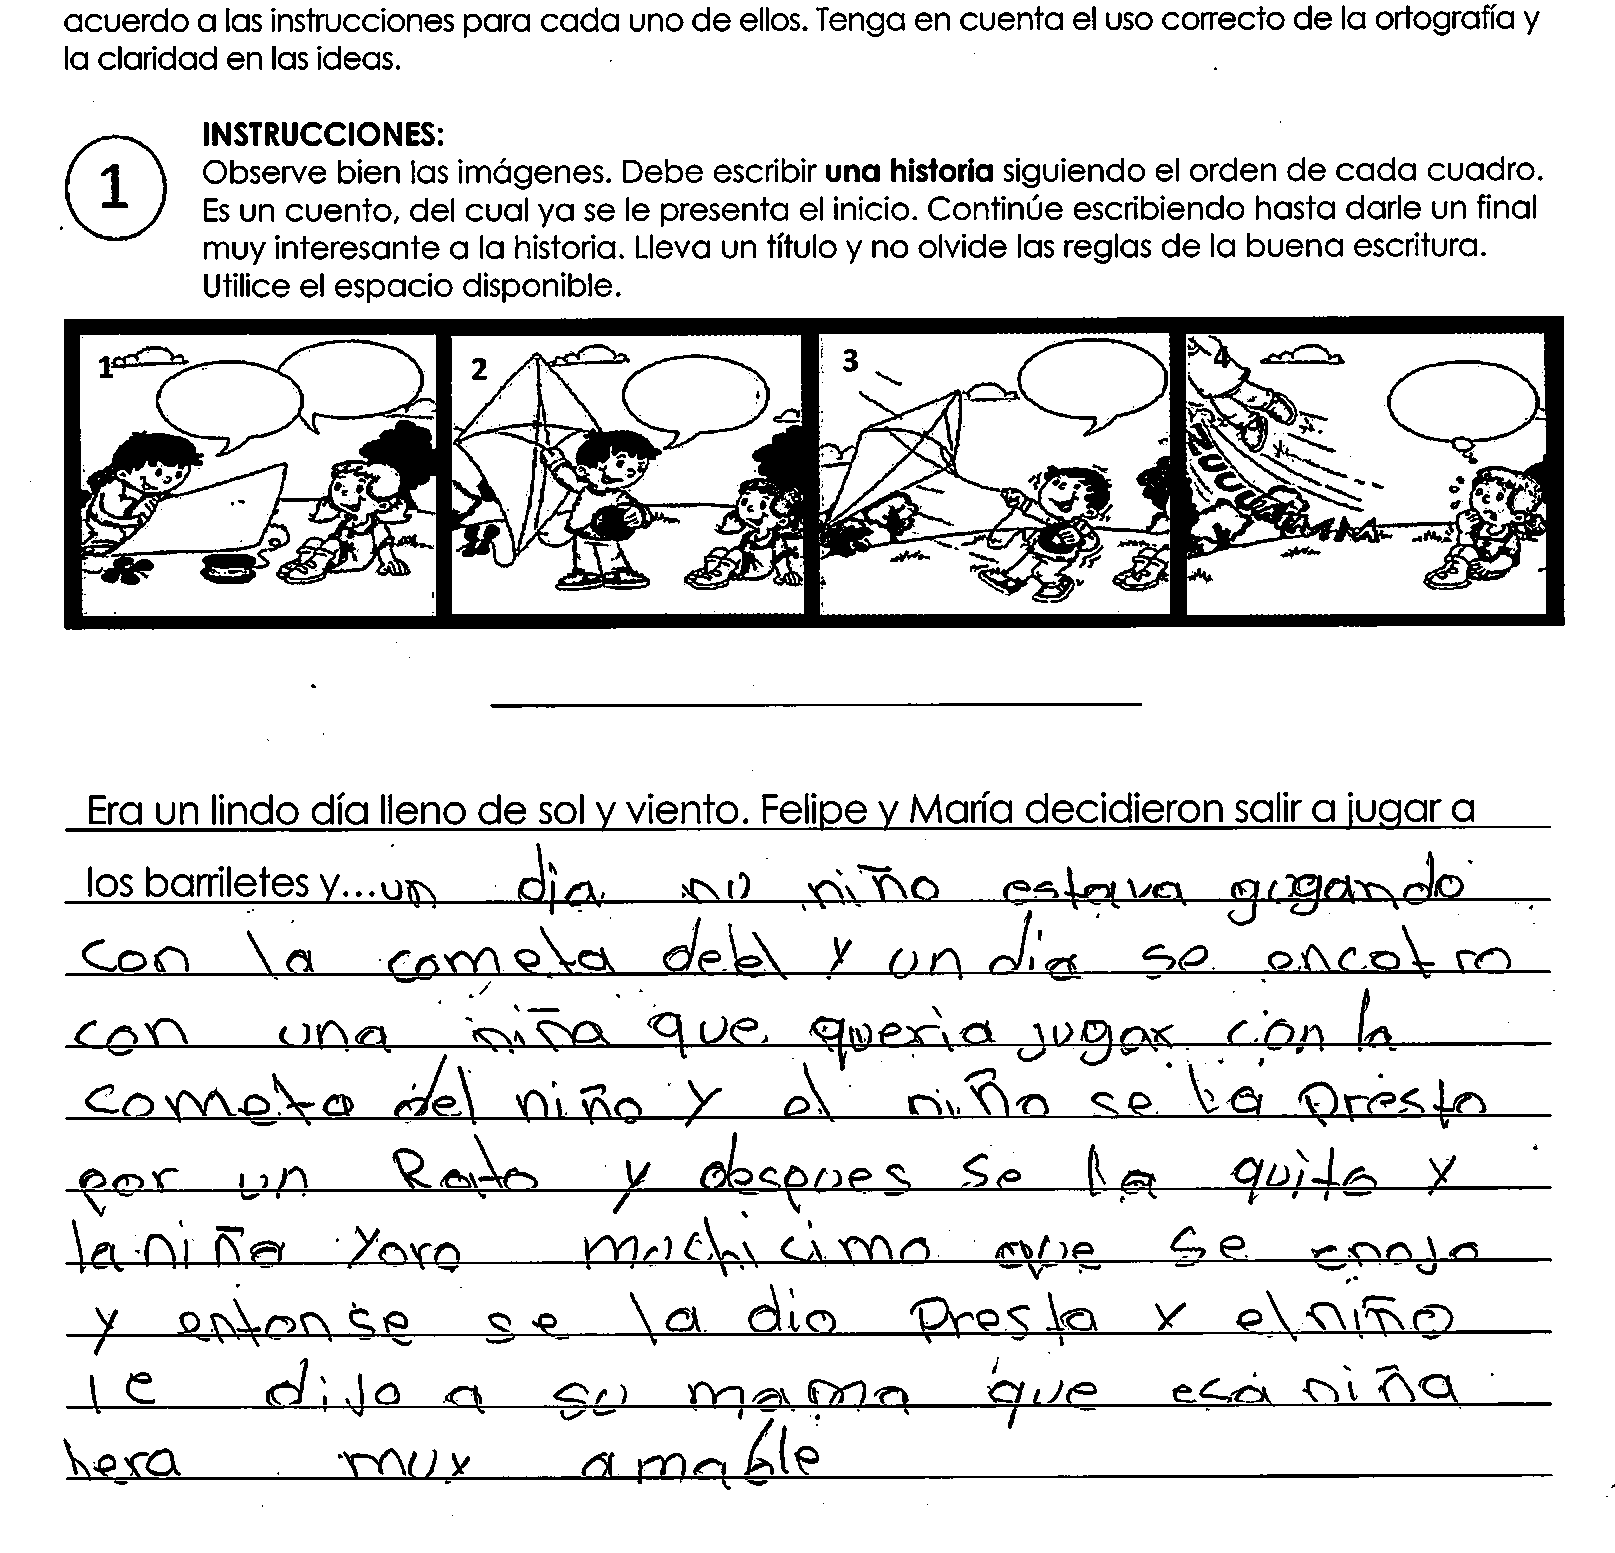 acuerdo a las instrucciones para cada uno de ellos. Tenga en cuenta el uso correcto de la ortografía y
la claridad en las ideas.
1
INSTRUCCIONES:
Observe bien las imágenes. Debe escribir una historia siguiendo el orden de cada cuadro.
Es un cuento, del cual ya se le presenta el inicio. Continúe escribiendo hasta darle un final
muy interesante a la historia. Lleva un título y no olvide las reglas de la buena escritura.
Utilice el espacio disponible.
1 2 3 4
ZUUUUMMM
Era un lindo día lleno de sol y viento. Felipe y María decidieron salir a jugar a
los barriletes y...un dia un niño estava gugando
con la cometa debl y un dia se encotro
con una niña que queria jugar con la
cometa del niño y el niño se la presto
por un Rato y despues se la quito y
la niña yoro muchicimo que se enojo
y entonse se la dio presta y el niño
le dijo a su mama que esa niña
hera muy amable